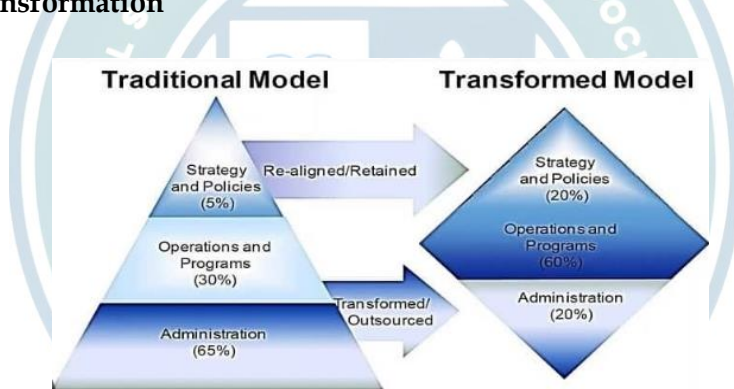 nsformation
Traditional Model
Transformed Model
Strategy
and Policies
(5%)
Re-aligned/Retained
Strategy
and Policies
(20%)
Operations and
Programs
(30%)
Operations and
Programs
(60%)
Transformed/
Outsourced
Administration
(65%)
Administration
(20%)